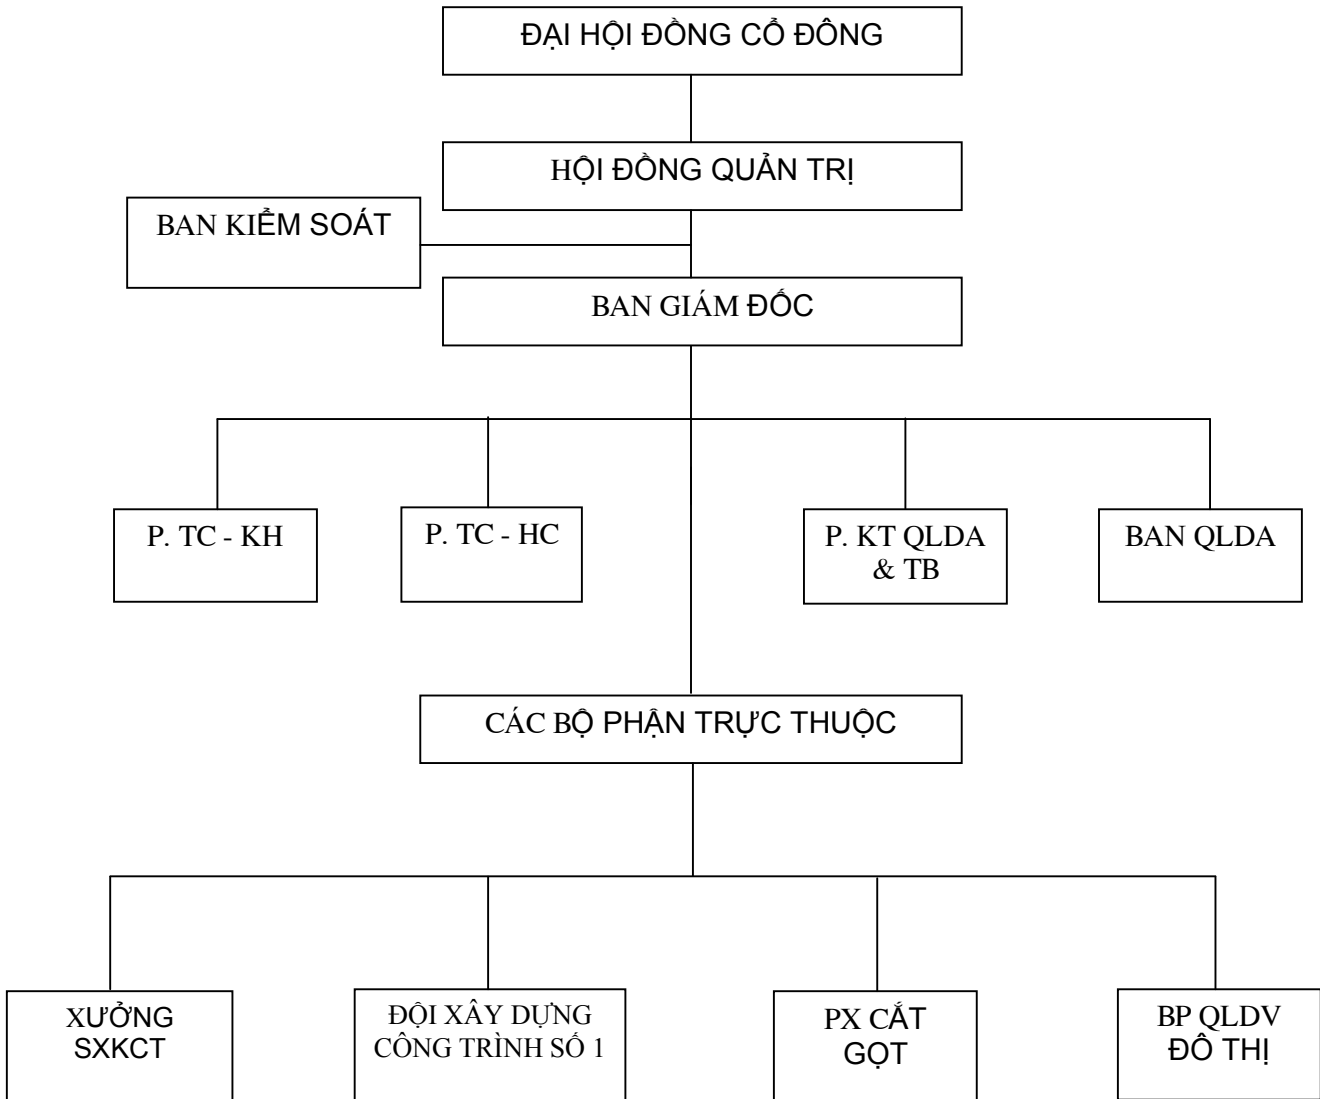 ĐẠI HỘI ĐỒNG CỔ ĐÔNG
HỘI ĐỒNG QUẢN TRỊ
BAN KIỂM SOÁT
BAN GIÁM ĐỐC
P. TC - KH
P. TC - HC
P. KT QLDA
& TB
BAN QLDA
CÁC BỘ PHẬN TRỰC THUỘC
XƯỞNG
SXKCT
ĐỘI XÂY DỰNG
CÔNG TRÌNH SỐ 1
PX CẮT
GỌT
BP QLDV
ĐÔ THỊ